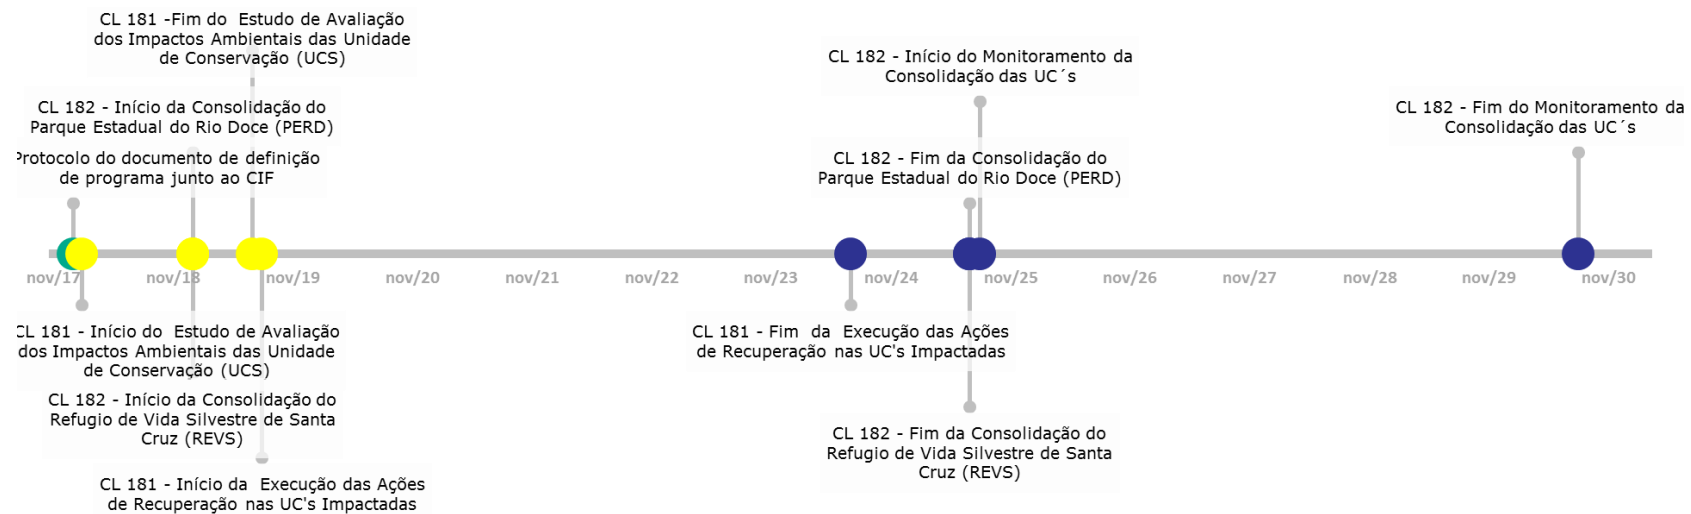 CL 181 -Fim do  Estudo de Avaliação
dos Impactos Ambientais das Unidade
de Conservação (UCS)
CL 182 - Início da Consolidação do
Parque Estadual do Rio Doce (PERD)
Protocolo do documento de definição
de programa junto ao CIF
CL 182 - Início do Monitoramento da
Consolidação das UC´s
CL 182 - Fim da Consolidação do
Parque Estadual do Rio Doce (PERD)
CL 182 - Fim do Monitoramento da
Consolidação das UC´s
nov/17
nov/18
nov/19
nov/20
nov/21
nov/22
nov/23
nov/24
nov/25
nov/26
nov/27
nov/28
nov/29
nov/30
CL 181 - Início do  Estudo de Avaliação
dos Impactos Ambientais das Unidade
de Conservação (UCS)
CL 182 - Início da Consolidação do
Refugio de Vida Silvestre de Santa
Cruz (REVS)
CL 181 - Início da  Execução das Ações
de Recuperação nas UC's Impactadas
CL 181 - Fim  da  Execução das Ações
de Recuperação nas UC's Impactadas
CL 182 - Fim da Consolidação do
Refugio de Vida Silvestre de Santa
Cruz (REVS)